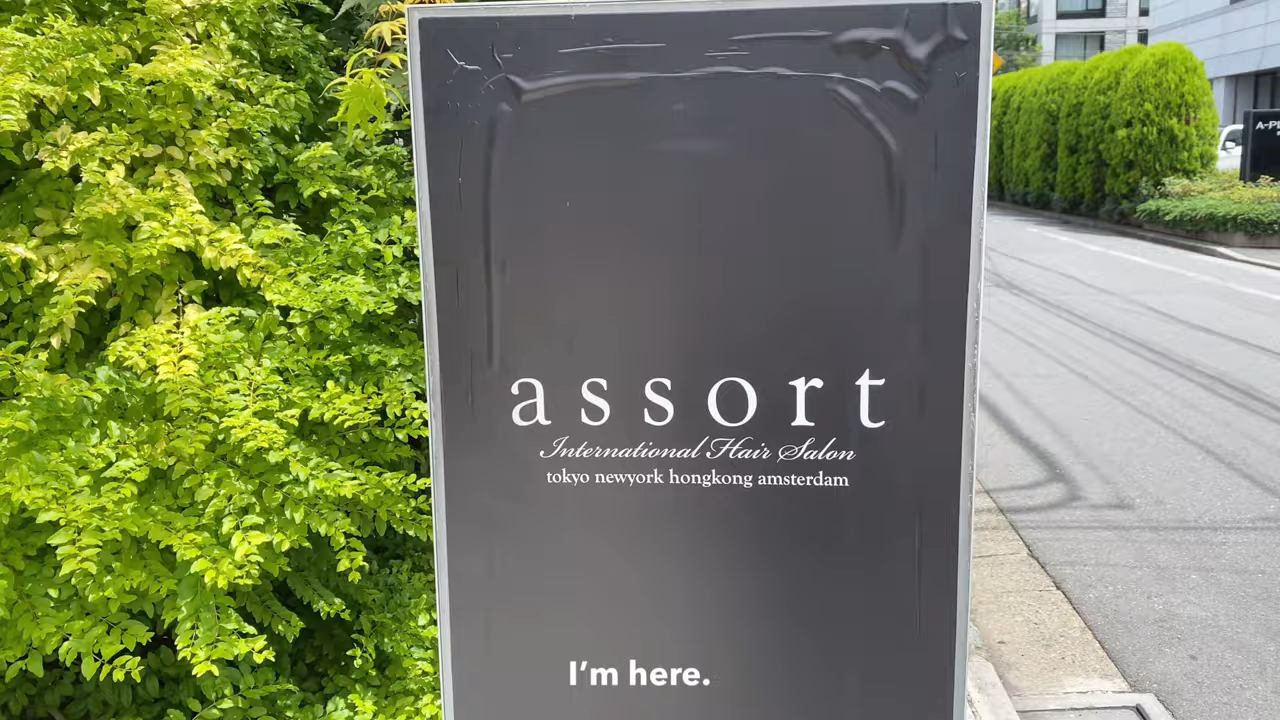 assort
International Hair Salon
tokyo newyork hongkong amsterdam
I'm here.